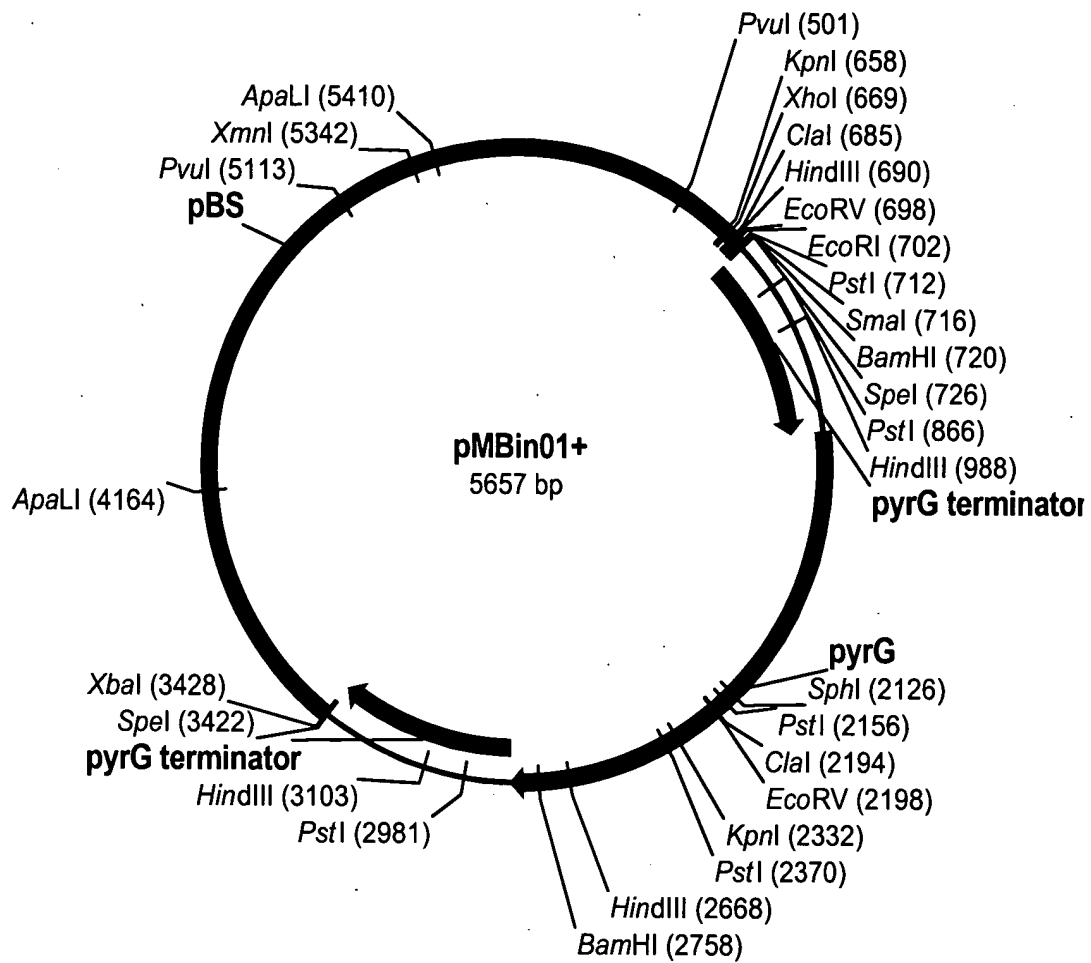 PvuI (501)
KpnI (658)
XhoI (669)
ClaI (685)
HindIII (690)
EcoRV (698)
EcoRI (702)
PstI (712)
SmaI (716)
BamHI (720)
SpeI (726)
PstI (866)
HindIII (988)
pyrG terminator
pyrG
SphI (2126)
PstI (2156)
ClaI (2194)
EcoRV (2198)
KpnI (2332)
PstI (2370)
HindIII (2668)
BamHI (2758)
PstI (2981)
HindIII (3103)
pyrG terminator
SpeI (3422)
XbaI (3428)
ApaLI (4164)
pBS
PvuI (5113)
XmnI (5342)
ApaLI (5410)
pMBin01+
5657 bp